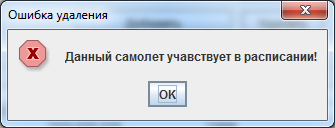 Ошибка удаления
Данный самолет учавствует в расписании!
OK